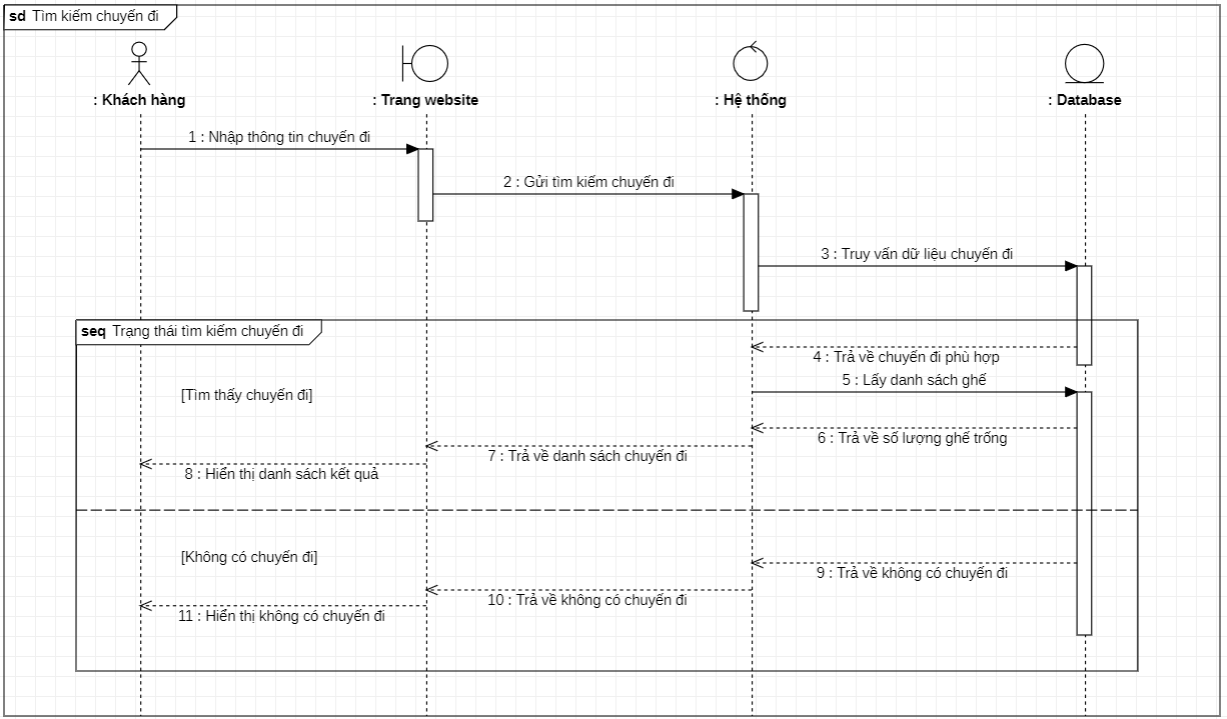 sd Tìm kiếm chuyến đi
: Khách hàng
: Trang website
: Hệ thống
: Database
1 : Nhập thông tin chuyến đi
2 : Gửi tìm kiếm chuyến đi
3 : Truy vấn dữ liệu chuyến đi
seq Trạng thái tìm kiếm chuyến đi
4 : Trả về chuyến đi phù hợp
5 : Lấy danh sách ghế
[Tìm thấy chuyến đi]
6 : Trả về số lượng ghế trống
7 : Trả về danh sách chuyến đi
8 : Hiển thị danh sách kết quả
[Không có chuyến đi]
9 : Trả về không có chuyến đi
10 : Trả về không có chuyến đi
11 : Hiển thị không có chuyến đi